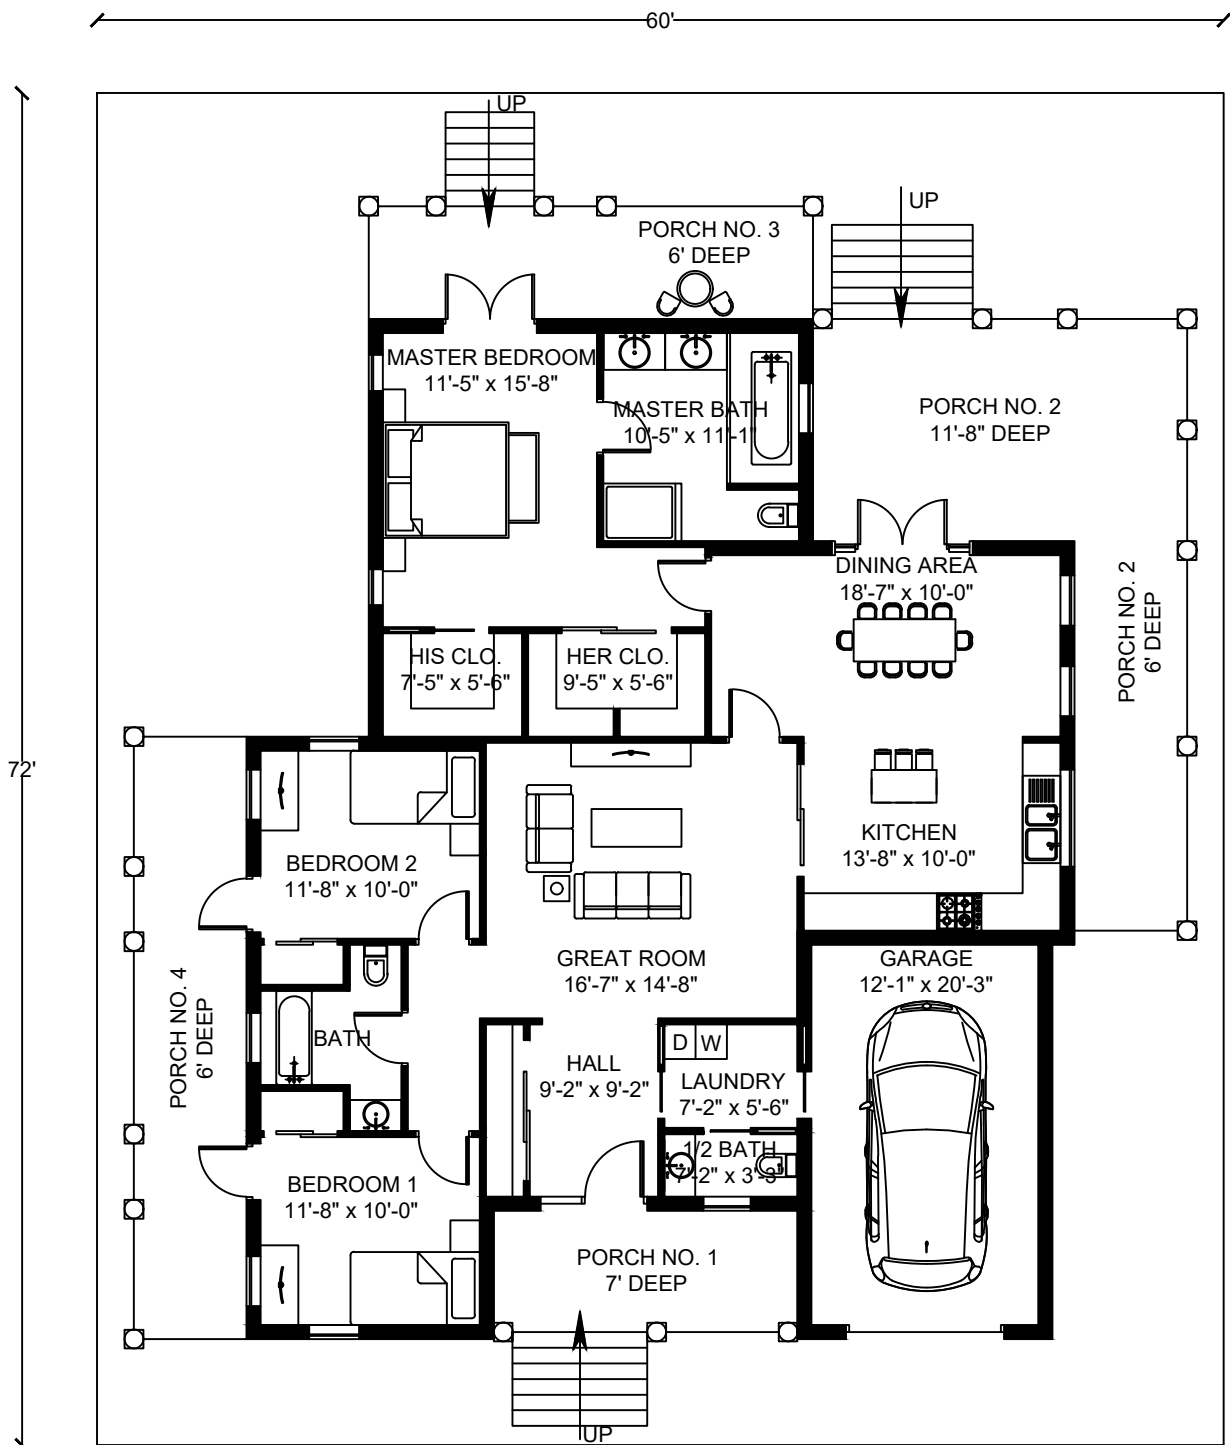 60'
UP
UP
PORCH NO. 3
6' DEEP
MASTER BEDROOM
11'-5" x 15'-8"
MASTER BATH
10'-5" x 11'-1"
PORCH NO. 2
11'-8" DEEP
DINING AREA
18'-7" x 10'-0"
PORCH NO. 2
6' DEEP
HIS CLO.
7'-5" x 5'-6"
HER CLO.
9'-5" x 5'-6"
72'
KITCHEN
13'-8" x 10'-0"
BEDROOM 2
11'-8" x 10'-0"
GREAT ROOM
16'-7" x 14'-8"
GARAGE
12'-1" x 20'-3"
PORCH NO. 4
6' DEEP
BATH
D W
HALL
9'-2" x 9'-2"
LAUNDRY
7'-2" x 5'-6"
1/2 BATH
7'-2" x 3'-3"
BEDROOM 1
11'-8" x 10'-0"
PORCH NO. 1
7' DEEP
UP